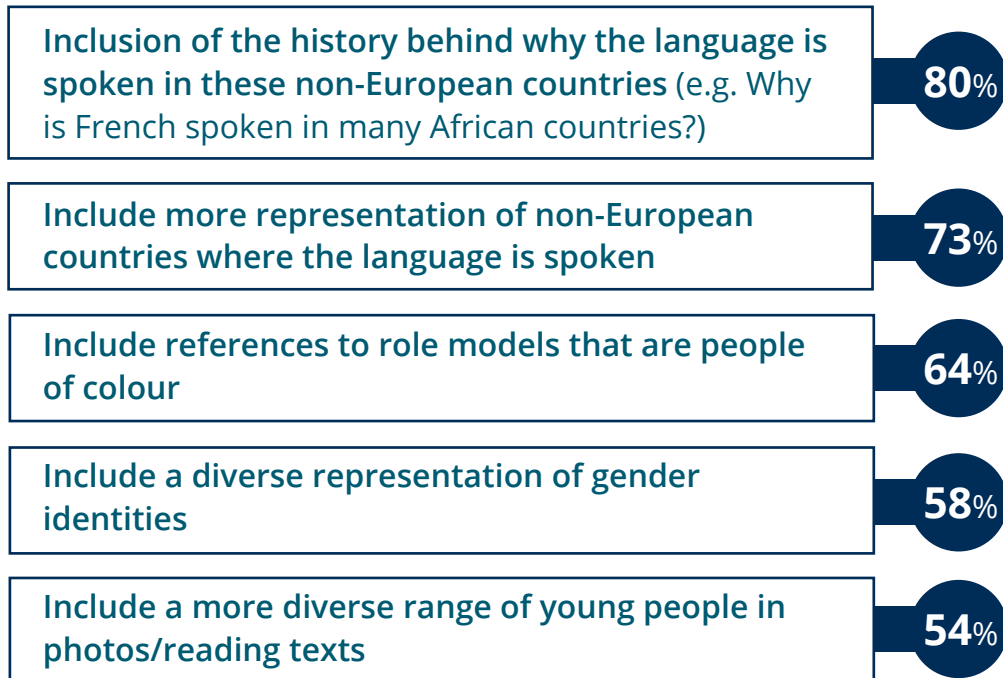 Inclusion of the history behind why the language is
spoken in these non-European countries (e.g. Why
is French spoken in many African countries?)
80%
Include more representation of non-European
countries where the language is spoken
73%
Include references to role models that are people
of colour
64%
Include a diverse representation of gender
identities
58%
Include a more diverse range of young people in
photos/reading texts
54%